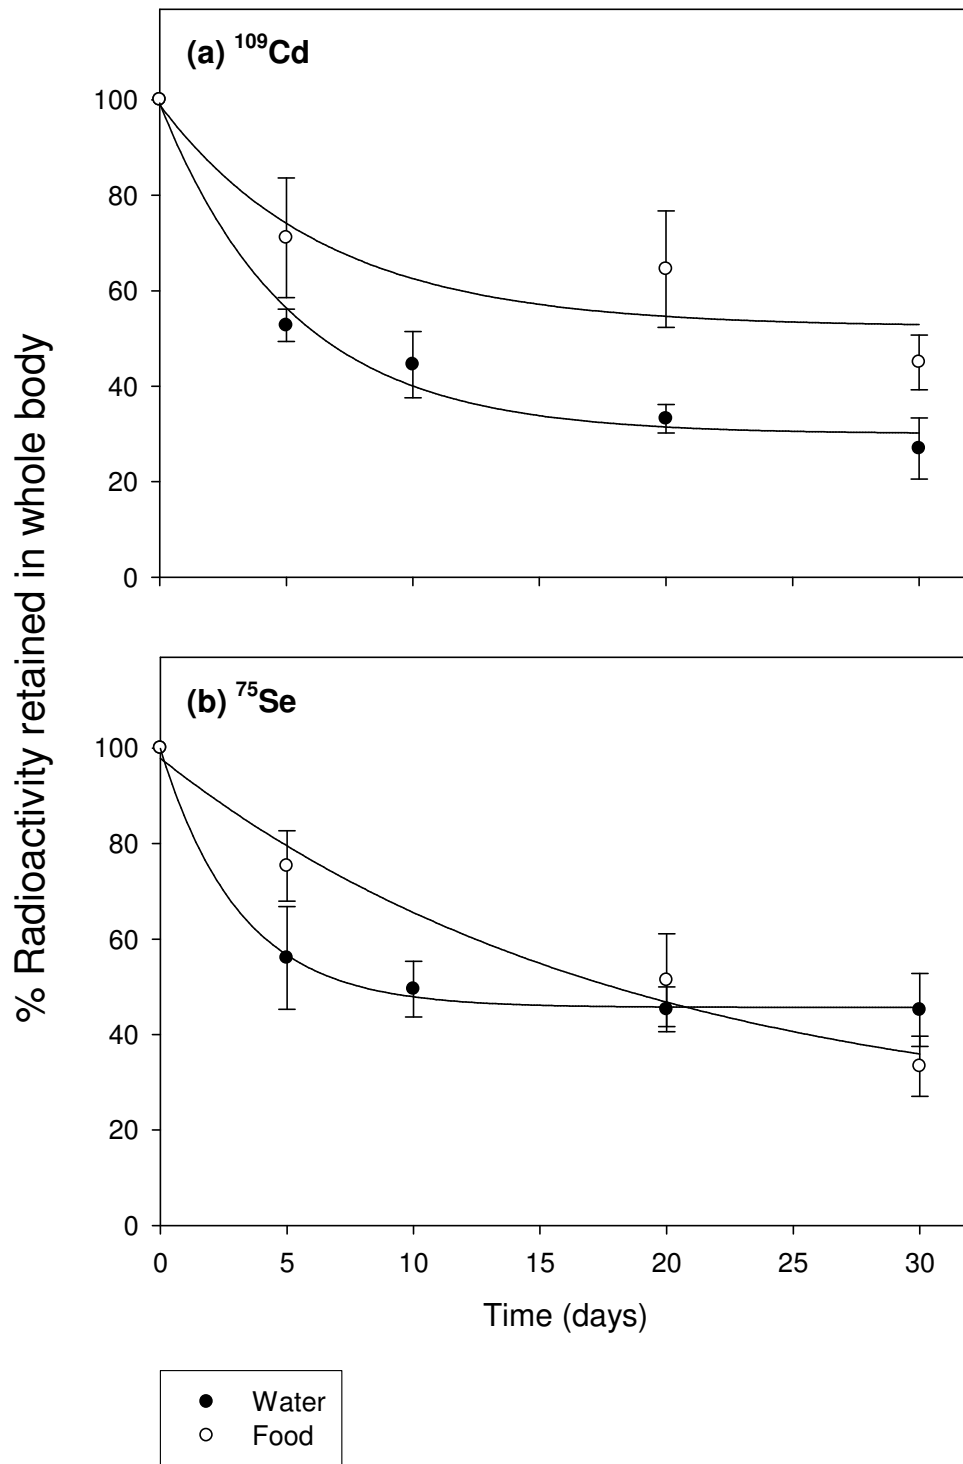 (a) ¹⁰⁹Cd
100
80
60
40
20
0
% Radioactivity retained in whole body
(b) ⁷⁵Se
100
80
60
40
20
0
0 5 10 15 20 25 30
Time (days)
Water
Food